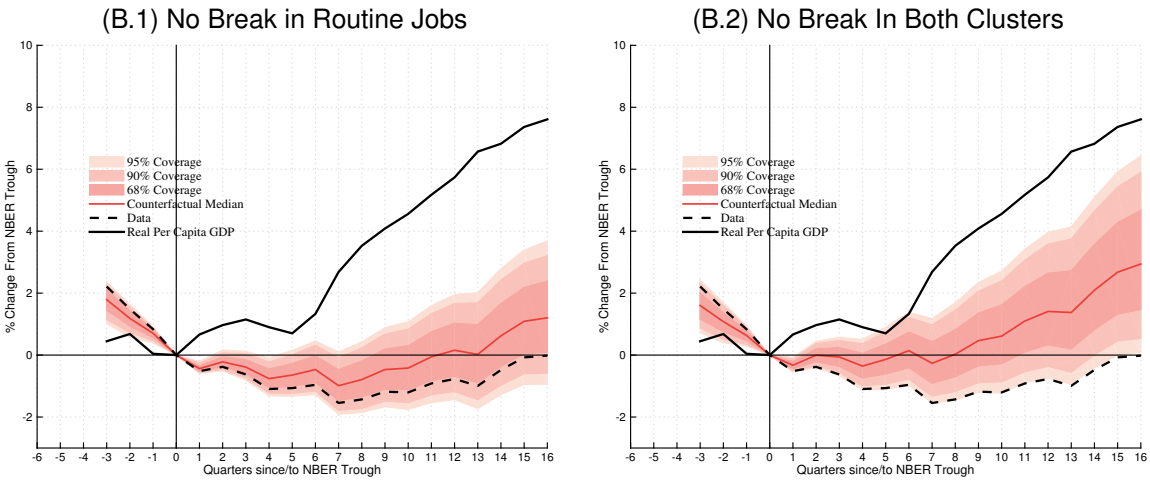 (B.1) No Break in Routine Jobs
10
8
6
4
2
0
-2
% Change From NBER Trough
95% Coverage
90% Coverage
68% Coverage
Counterfactual Median
Data
Real Per Capita GDP
-6 -5 -4 -3 -2 -1 0 1 2 3 4 5 6 7 8 9 10 11 12 13 14 15 16
Quarters since/to NBER Trough
(B.2) No Break In Both Clusters
10
8
6
4
2
0
-2
% Change From NBER Trough
95% Coverage
90% Coverage
68% Coverage
Counterfactual Median
Data
Real Per Capita GDP
-6 -5 -4 -3 -2 -1 0 1 2 3 4 5 6 7 8 9 10 11 12 13 14 15 16
Quarters since/to NBER Trough